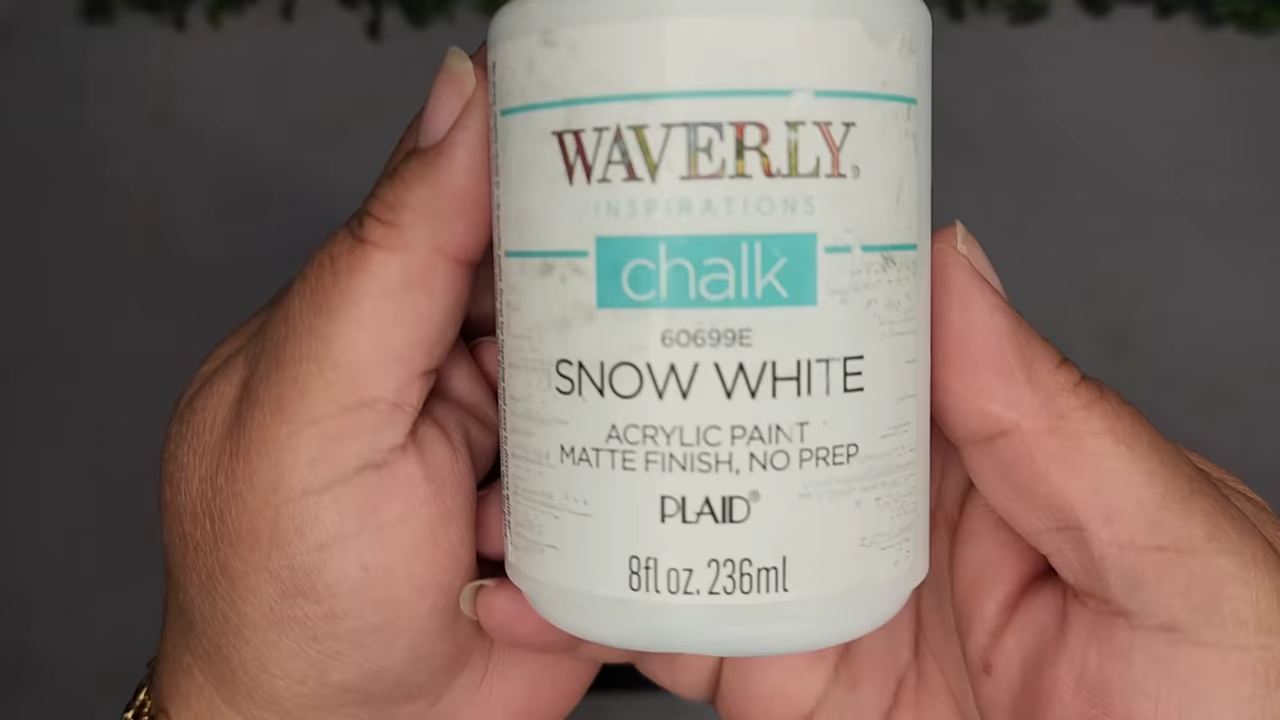 WAVERLY
INSPIRATIONS
chalk
60699E
SNOW WHITE
ACRYLIC PAINT
MATTE FINISH, NO PREP
PLAID®
8fl oz. 236ml